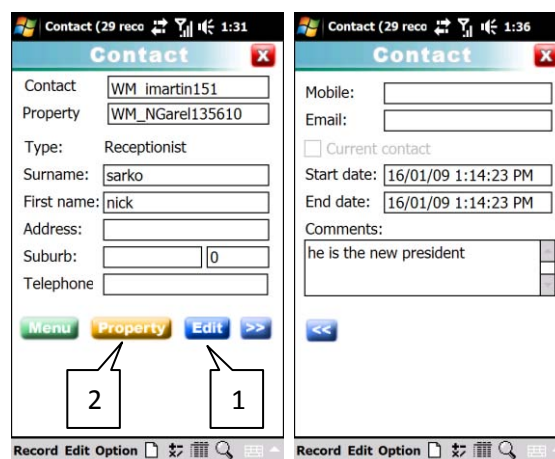 Contact (29 reco 1:31
Contact X
Contact WM imartin151
Property WM_NGarel135610
Type: Receptionist
Surname: sarko
First name: nick
Address:
Suburb: 0
Telephone
Menu Property Edit >>
2 1
Record Edit Option
Contact (29 reco 1:36
Contact X
Mobile:
Email:
Current contact
Start date: 16/01/09 1:14:23 PM
End date: 16/01/09 1:14:23 PM
Comments:
he is the new president
<<
Record Edit Option